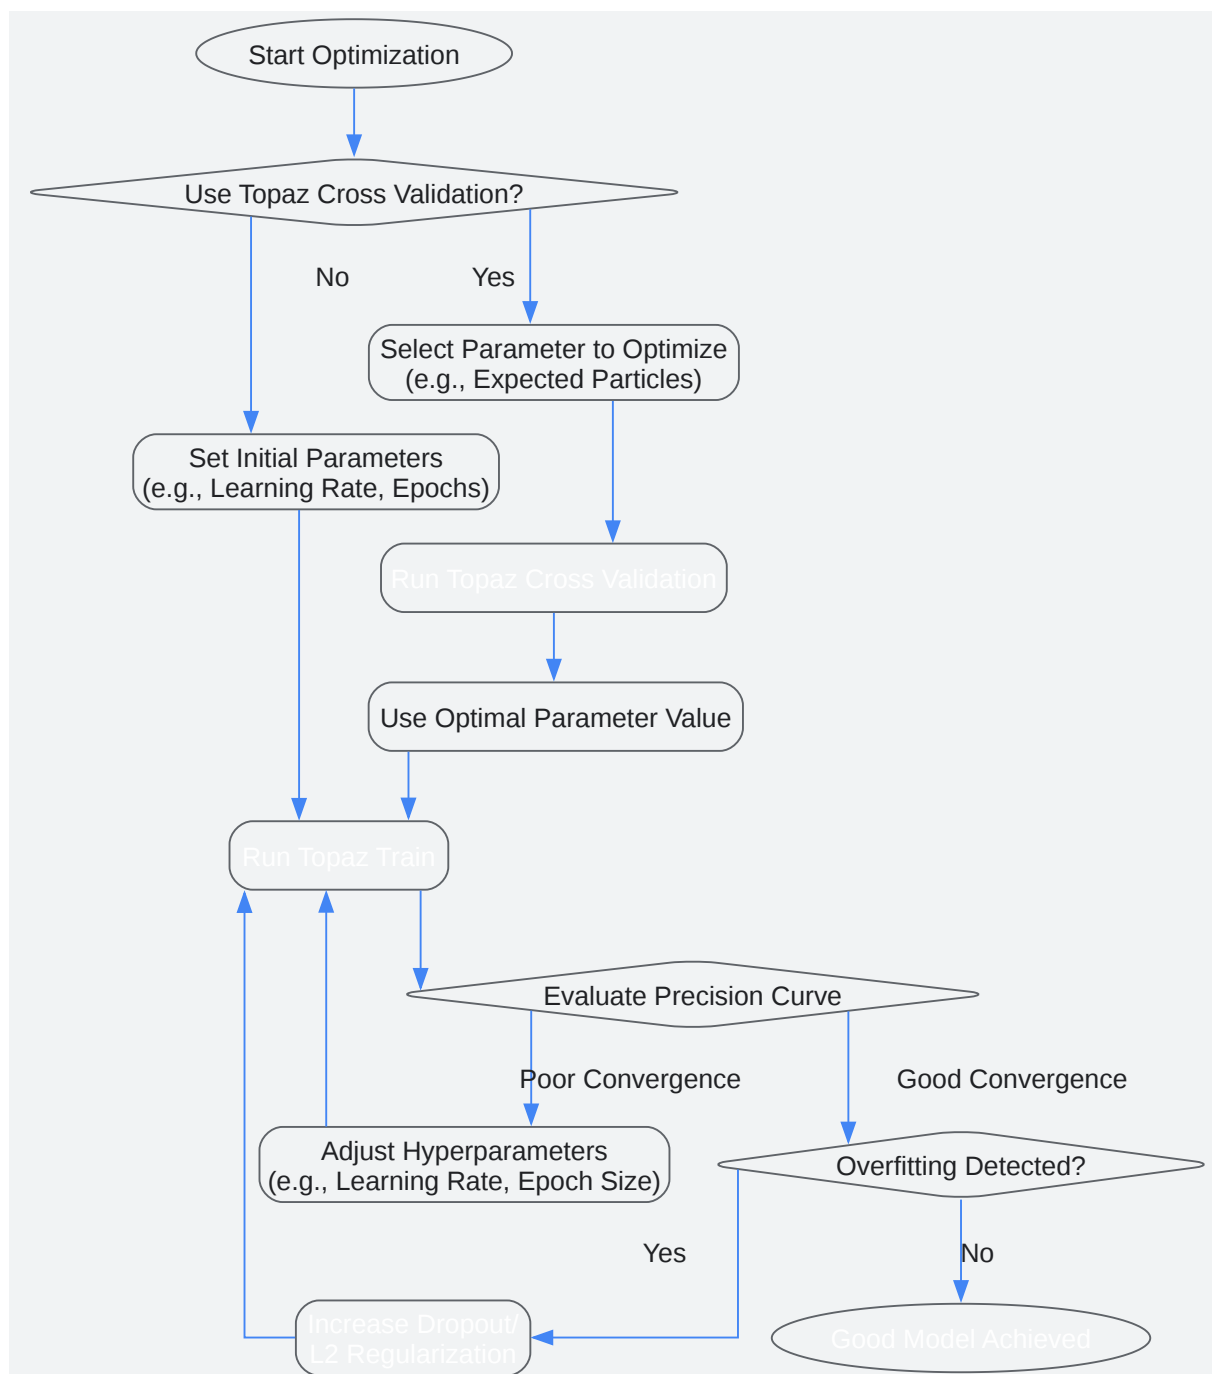 Start Optimization
Use Topaz Cross Validation?
No
Yes
Select Parameter to Optimize
(e.g., Expected Particles)
Set Initial Parameters
(e.g., Learning Rate, Epochs)
Run Topaz Cross Validation
Use Optimal Parameter Value
Run Topaz Train
Evaluate Precision Curve
Poor Convergence
Good Convergence
Adjust Hyperparameters
(e.g., Learning Rate, Epoch Size)
Overfitting Detected?
Yes
No
Increase Dropout/
L2 Regularization
Good Model Achieved